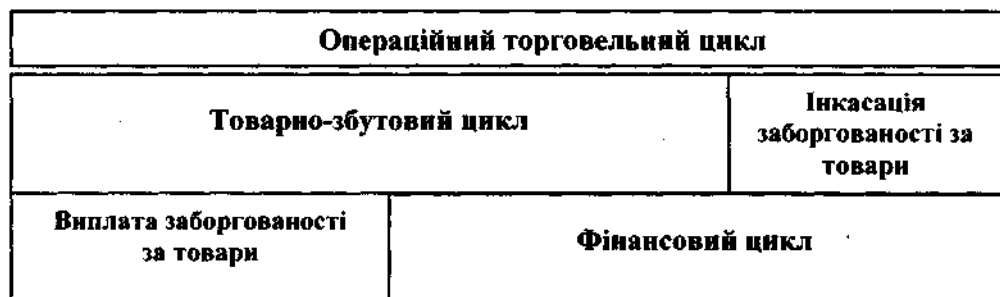 Операційний торговельний цикл
Товарно-збутовий цикл
Інкасація
заборгованості за
товари
Виплата заборгованості
за товари
Фінансовий цикл